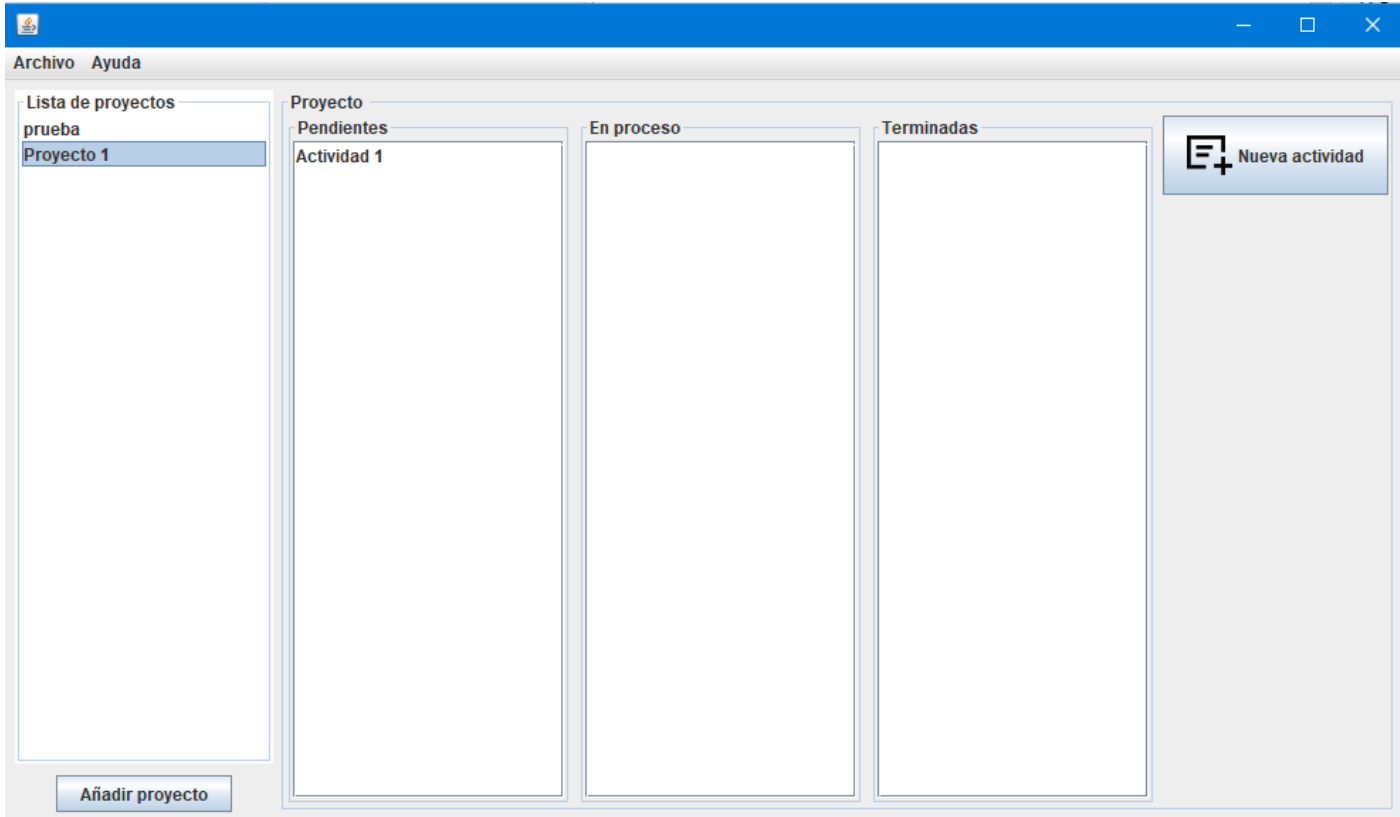 Archivo Ayuda
Lista de proyectos
prueba
Proyecto 1
Añadir proyecto
Proyecto
Pendientes
Actividad 1
En proceso
Terminadas
Nueva actividad